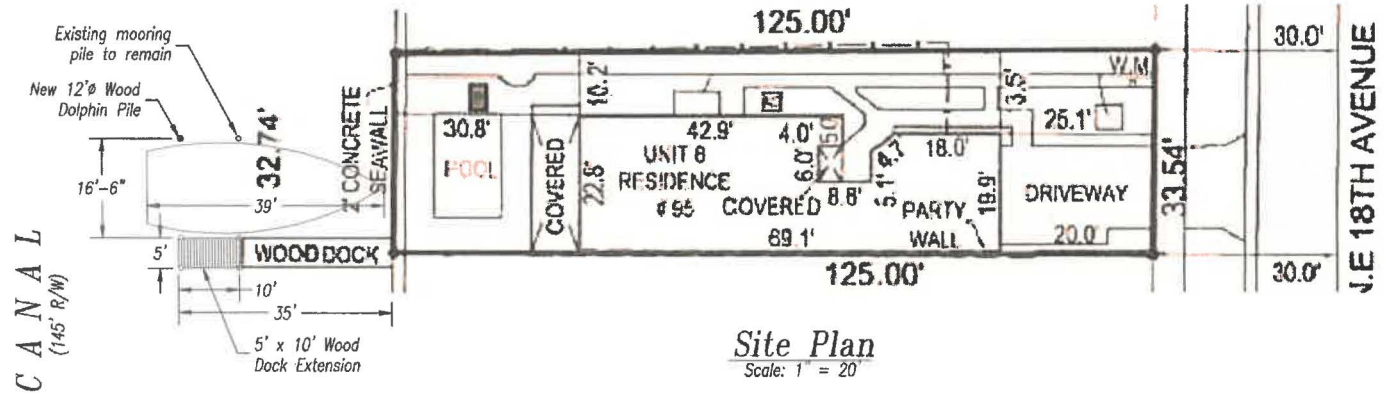 Existing mooring
pile to remain
New 12'ø Wood
Dolphin Pile
16'-6"
32.74'
39'
2' CONCRETE
SEAWALL
5'
WOOD DOCK
10'
35'
5' x 10' Wood
Dock Extension
CANAL
(145' R/W)
125.00'
30.8'
POOL
COVERED
10.2'
22.8'
42.9'
UNIT 8
RESIDENCE
# 95
4.0'
5.0
6.0'
COVERED
8.8'
5.1'
4.7
18.0'
69.1'
PARTY
WALL
19.9'
13.5'
W.M
25.1'
DRIVEWAY
20.0'
33.54'
125.00'
30.0'
30.0'
N.E 18TH AVENUE
Site Plan
Scale: 1" = 20'